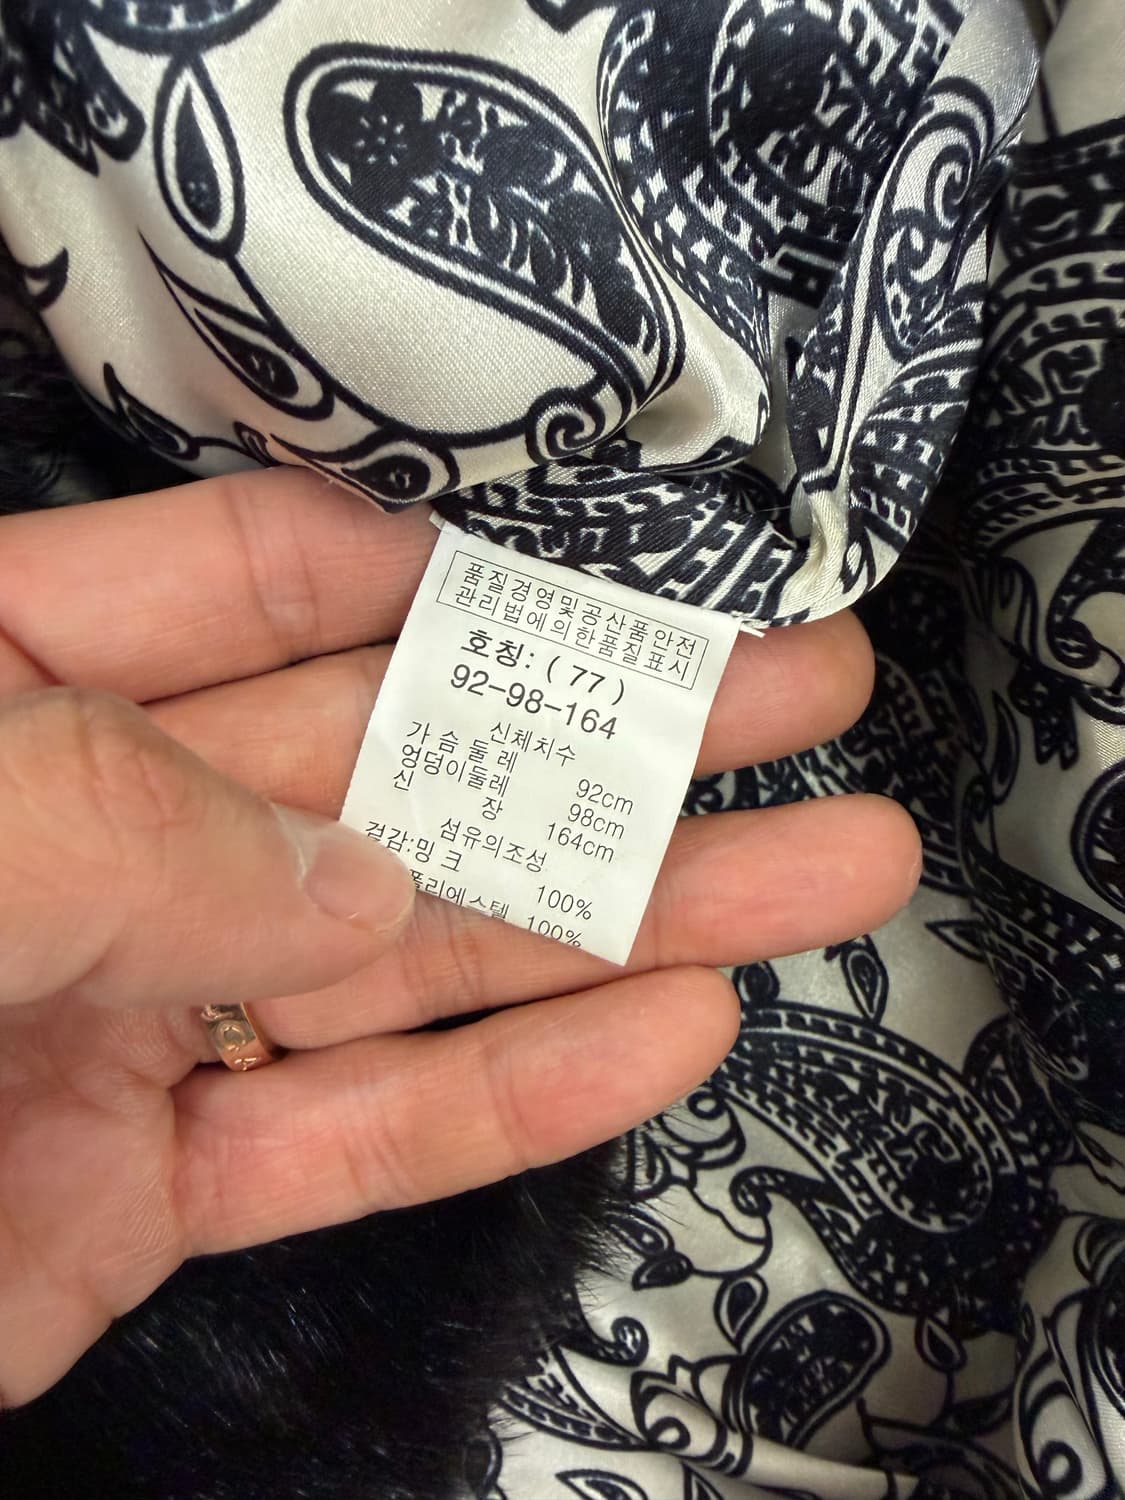 품질경영및공산품안전
관리법에의한품질표시
호칭: ( 77 )
92-98-164
신체치수
가슴둘레 92cm
엉덩이둘레 98cm
신장 164cm
섬유의조성
겉감:밍크 100%
폴리에스텔 100%